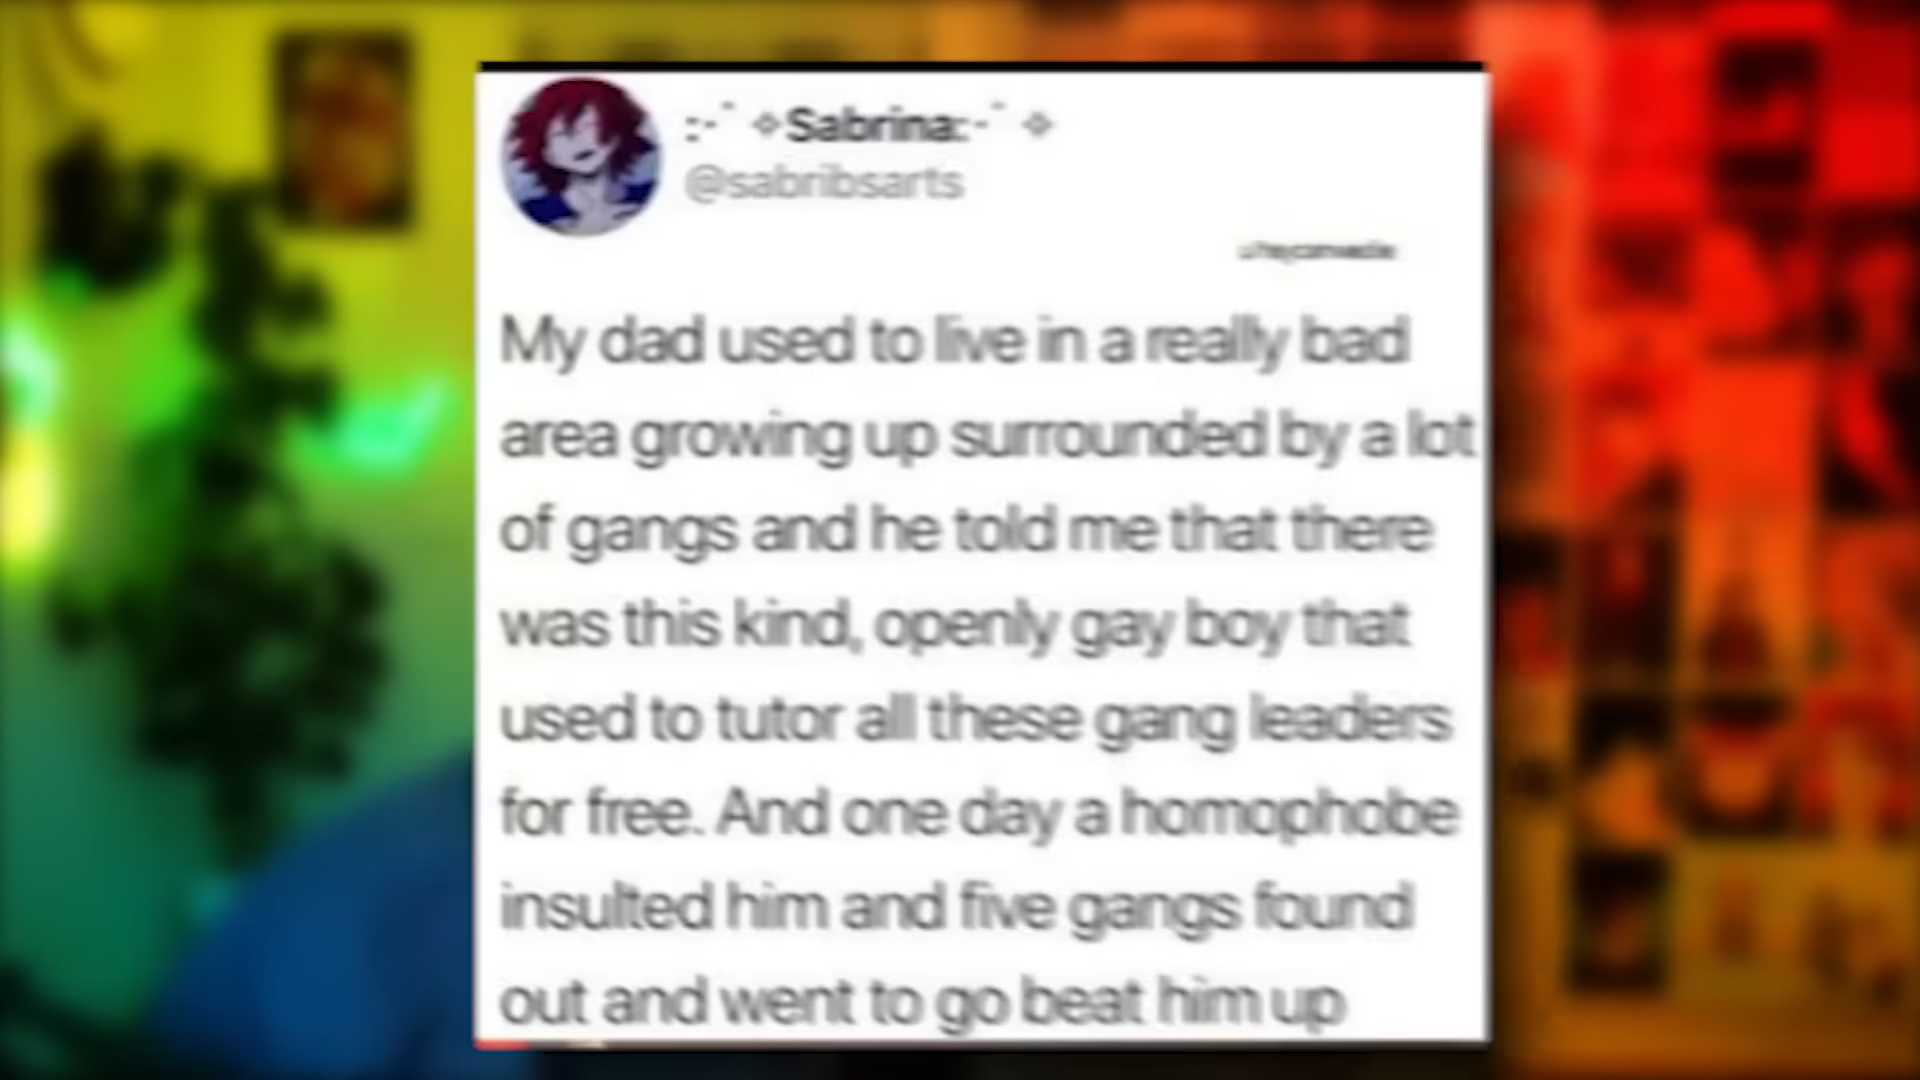 :·˚ ✧Sabrina:·˚ ✧
@sabribsarts
My dad used to live in a really bad
area growing up surrounded by a lot
of gangs and he told me that there
was this kind, openly gay boy that
used to tutor all these gang leaders
for free. And one day a homophobe
insulted him and five gangs found
out and went to go beat him up